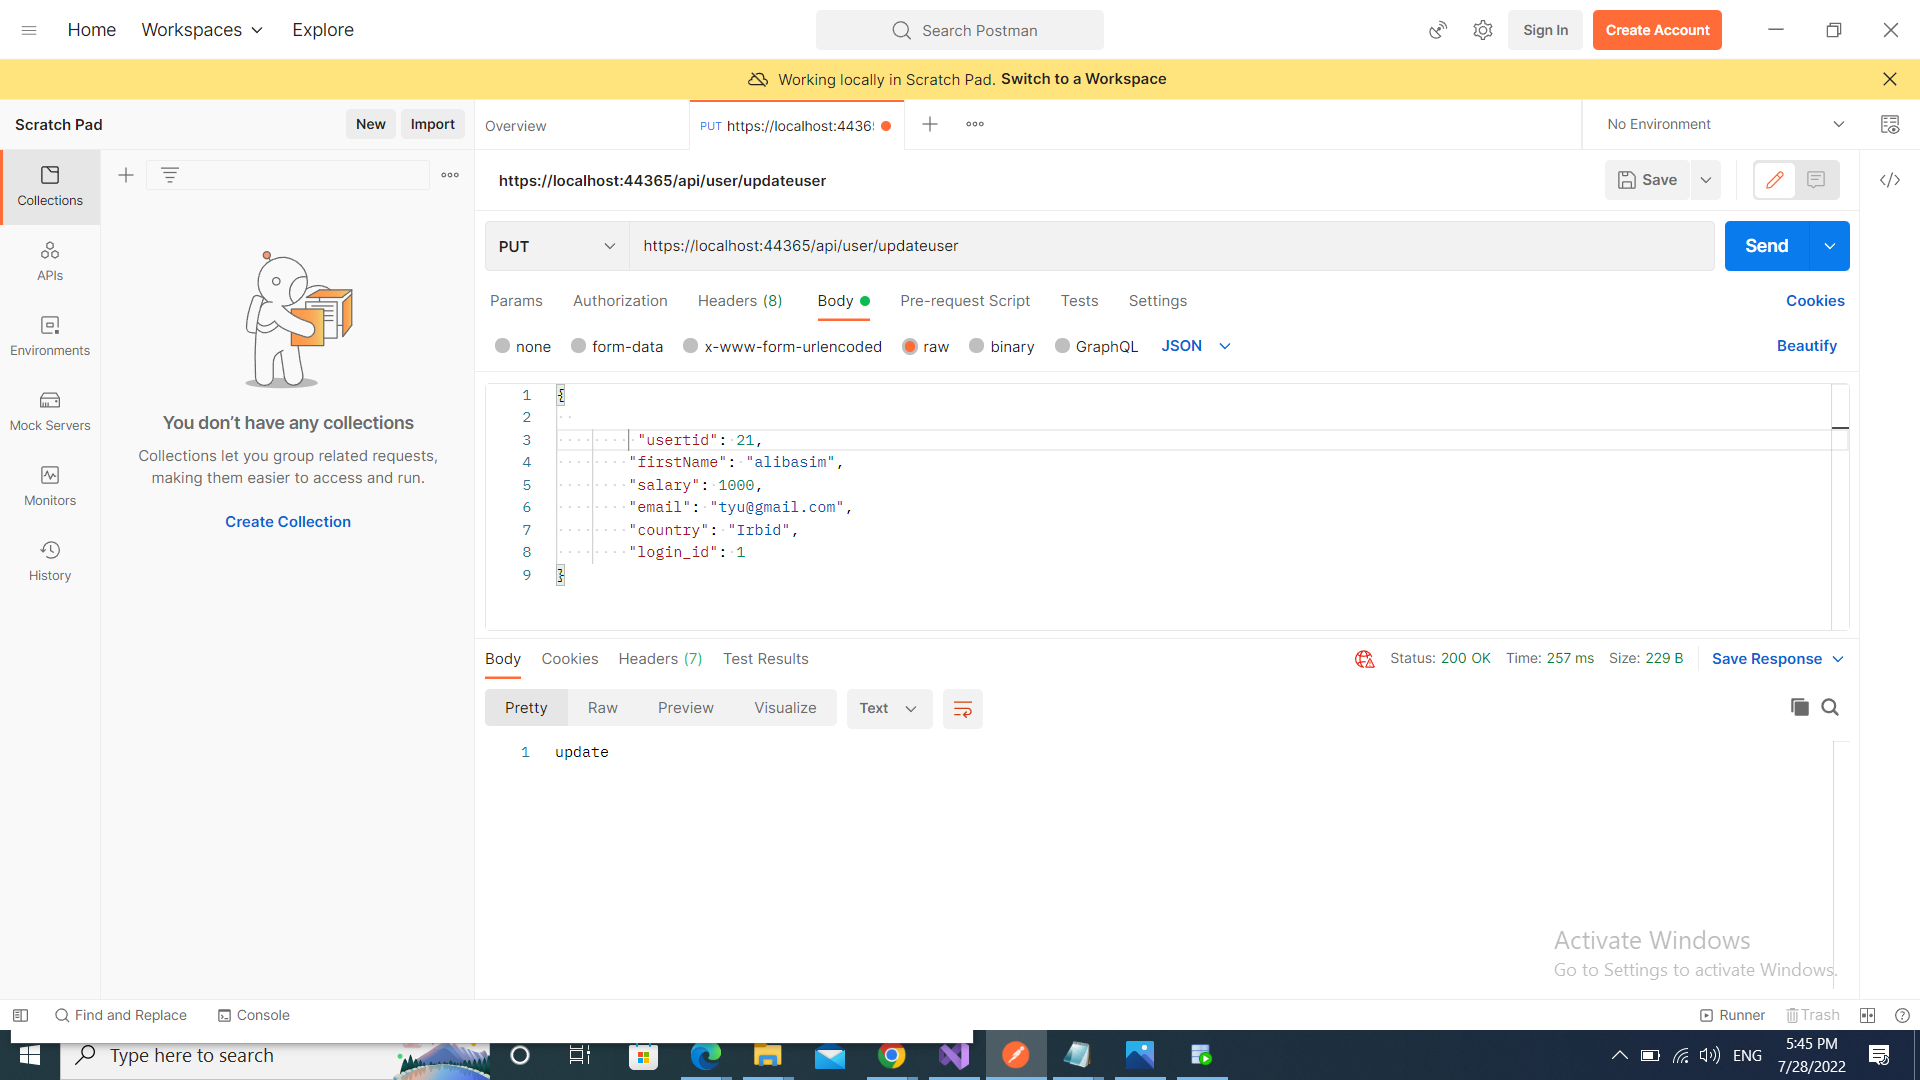 Home Workspaces Explore Search Postman Sign In Create Account
Working locally in Scratch Pad. Switch to a Workspace
Scratch Pad New Import Overview PUT https://localhost:4436 No Environment
Collections
APIs
Environments
Mock Servers
Monitors
History
You don’t have any collections
Collections let you group related requests,
making them easier to access and run.
Create Collection
https://localhost:44365/api/user/updateuser Save
PUT https://localhost:44365/api/user/updateuser Send
Params Authorization Headers (8) Body Pre-request Script Tests Settings Cookies
none form-data x-www-form-urlencoded raw binary GraphQL JSON Beautify
1 {
2
3 "usertid": 21,
4 "firstName": "alibasim",
5 "salary": 1000,
6 "email": "tyu@gmail.com",
7 "country": "Irbid",
8 "login_id": 1
9 }
Body Cookies Headers (7) Test Results Status: 200 OK Time: 257 ms Size: 229 B Save Response
Pretty Raw Preview Visualize Text
1 update
Activate Windows
Go to Settings to activate Windows.
Find and Replace Console Runner Trash
Type here to search ENG 5:45 PM
7/28/2022